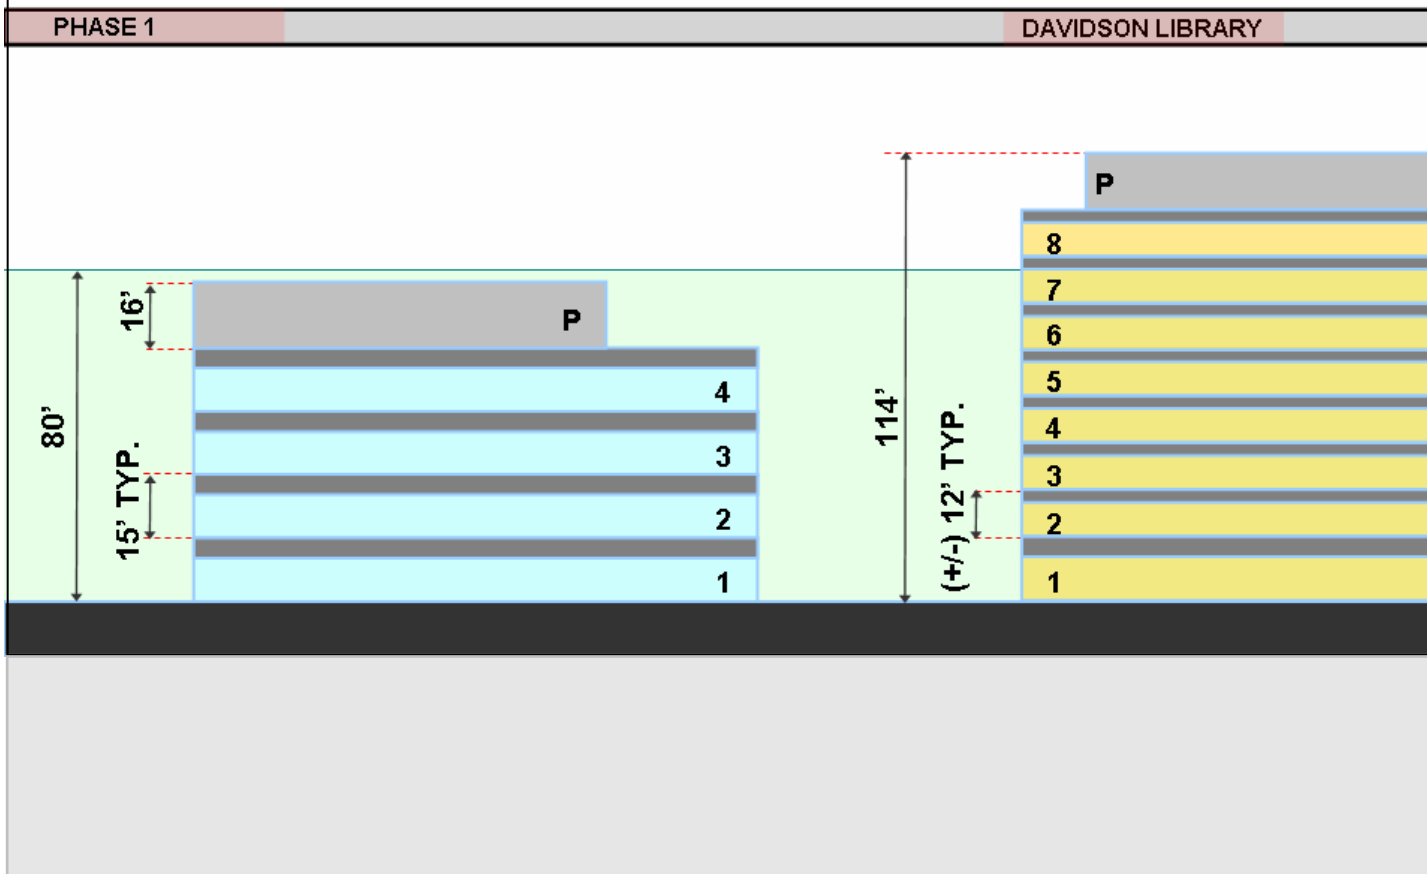 PHASE 1
DAVIDSON LIBRARY
P
8
7
6
5
4
3
2
1
114’
(+/-) 12’ TYP.
P
4
3
2
1
16’
80’
15’ TYP.